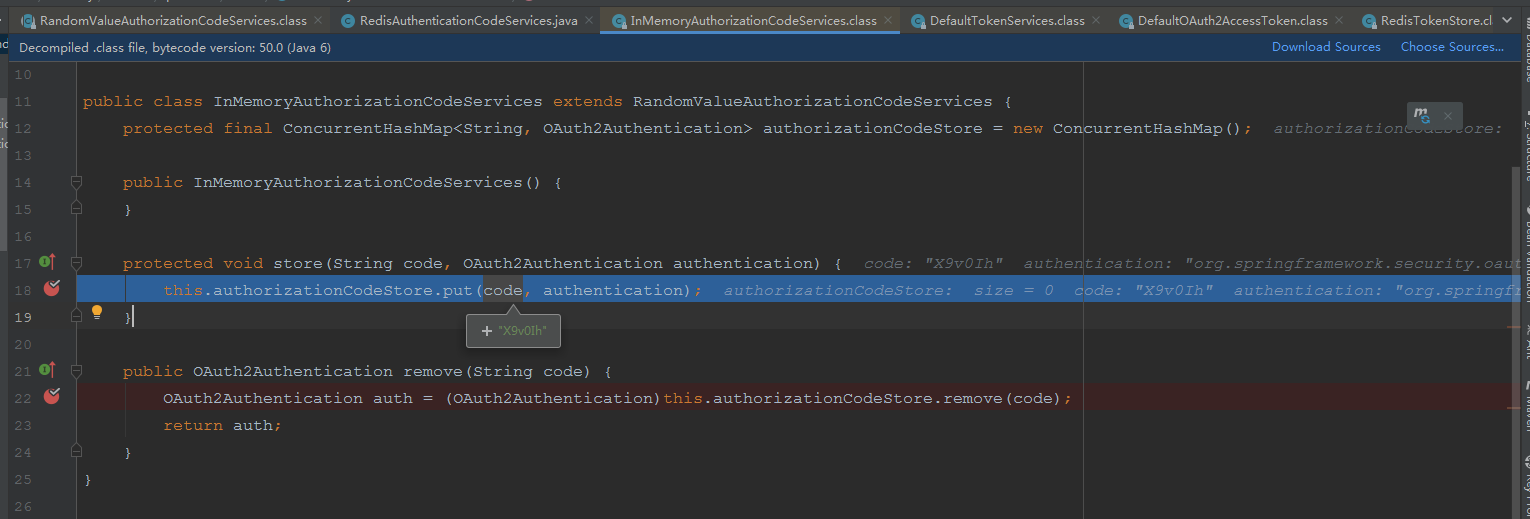 RandomValueAuthorizationCodeServices.class RedisAuthenticationCodeServices.java InMemoryAuthorizationCodeServices.class DefaultTokenServices.class DefaultOAuth2AccessToken.class RedisTokenStore.cl
Decompiled .class file, bytecode version: 50.0 (Java 6) Download Sources Choose Sources...
10
11 public class InMemoryAuthorizationCodeServices extends RandomValueAuthorizationCodeServices {
12 protected final ConcurrentHashMap<String, OAuth2Authentication> authorizationCodeStore = new ConcurrentHashMap(); authorizationCodeStore:
13
14 public InMemoryAuthorizationCodeServices() {
15 }
16
17 protected void store(String code, OAuth2Authentication authentication) { code: "X9v0Ih" authentication: "org.springframework.security.oaut
18 this.authorizationCodeStore.put(code, authentication); authorizationCodeStore: size = 0 code: "X9v0Ih" authentication: "org.springfr
19 }
+ "X9v0Ih"
20
21 public OAuth2Authentication remove(String code) {
22 OAuth2Authentication auth = (OAuth2Authentication)this.authorizationCodeStore.remove(code);
23 return auth;
24 }
25 }
26